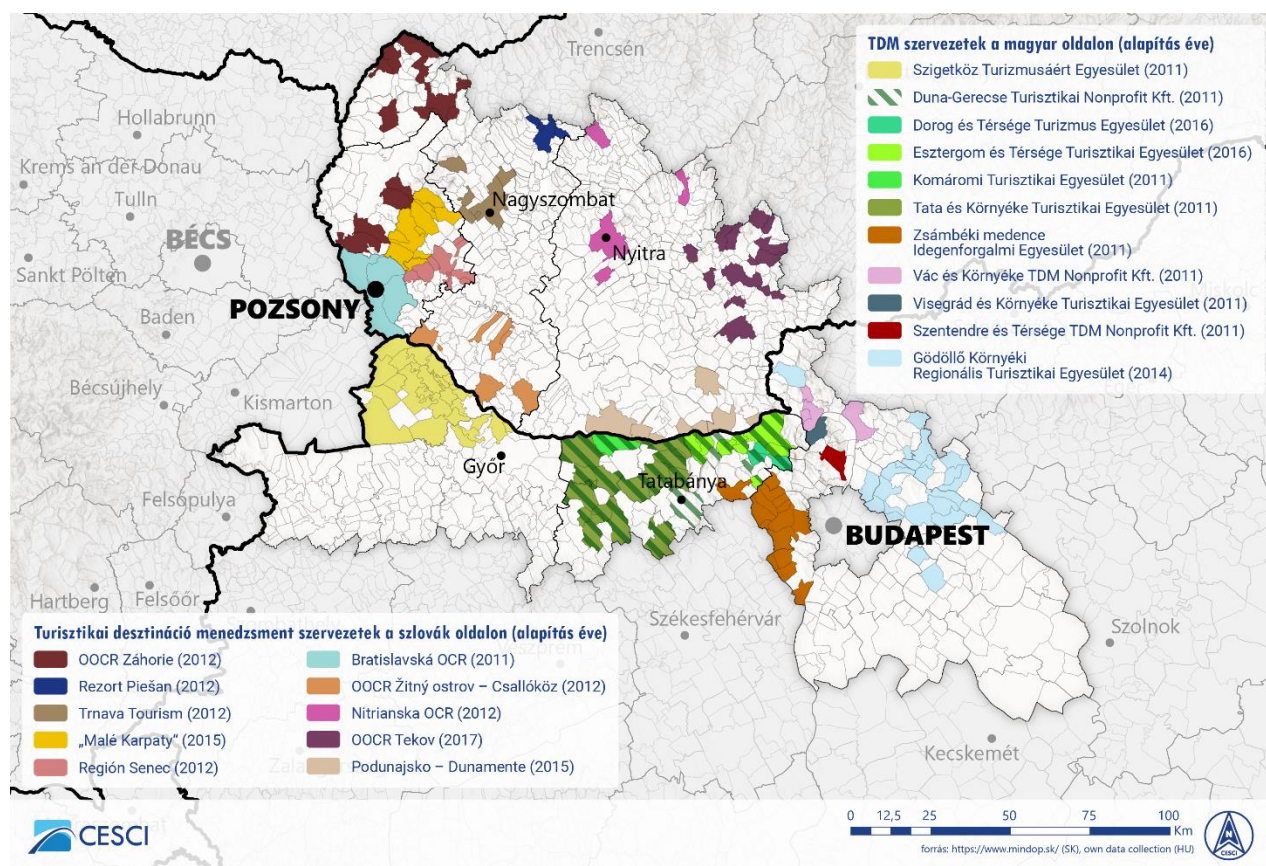 Trencsén
Hollabrunn
Krems an der Donau
Tulln
BÉCS
Sankt Pölten
Baden
Bécsújhely
Kismarton
Felsőpulya
Hartberg
Felsőőr
Szombathely
Veszprém
Nagyszombat
Nyitra
POZSONY
Győr
Tatabánya
BUDAPEST
Székesfehérvár
Szolnok
Kecskemét
Miskolc
Eger
TDM szervezetek a magyar oldalon (alapítás éve)
Szigetköz Turizmusáért Egyesület (2011)
Duna-Gerecse Turisztikai Nonprofit Kft. (2011)
Dorog és Térsége Turizmus Egyesület (2016)
Esztergom és Térsége Turisztikai Egyesület (2016)
Komáromi Turisztikai Egyesület (2011)
Tata és Környéke Turisztikai Egyesület (2011)
Zsámbéki medence
Idegenforgalmi Egyesület (2011)
Vác és Környéke TDM Nonprofit Kft. (2011)
Visegrád és Környéke Turisztikai Egyesület (2011)
Szentendre és Térsége TDM Nonprofit Kft. (2011)
Gödöllő Környéki
Regionális Turisztikai Egyesület (2014)
Turisztikai desztináció menedzsment szervezetek a szlovák oldalon (alapítás éve)
OOCR Záhorie (2012)
Rezort Piešan (2012)
Trnava Tourism (2012)
„Malé Karpaty“ (2015)
Región Senec (2012)
Bratislavská OCR (2011)
OOCR Žitný ostrov – Csallóköz (2012)
Nitrianska OCR (2012)
OOCR Tekov (2017)
Podunajsko – Dunamente (2015)
CESCI
0 12,5 25 50 75 100
Km
forrás: https://www.mindop.sk/ (SK), own data collection (HU)
CESCI